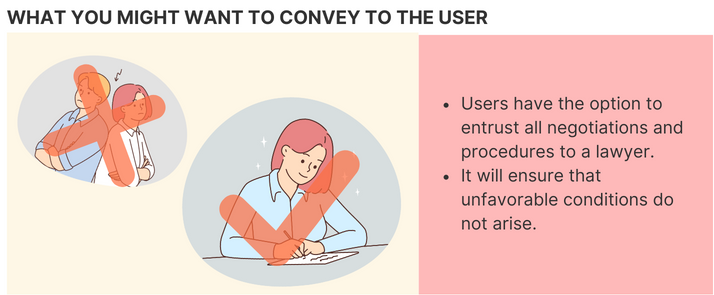 WHAT YOU MIGHT WANT TO CONVEY TO THE USER
• Users have the option to
entrust all negotiations and
procedures to a lawyer.
• It will ensure that
unfavorable conditions do
not arise.